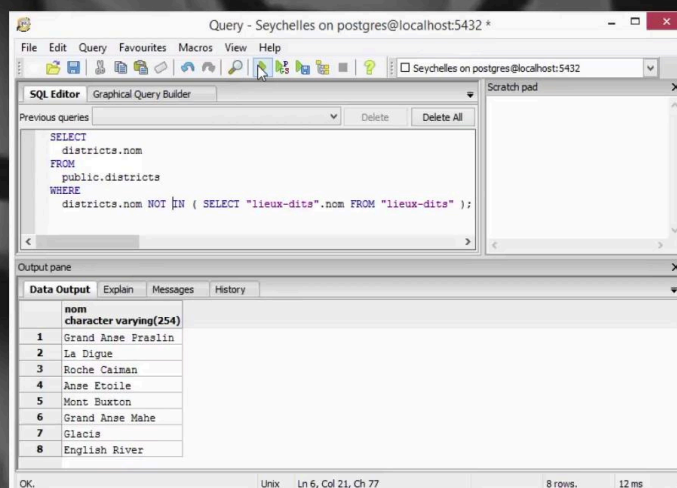 Query - Seychelles on postgres@localhost:5432 *
File Edit Query Favourites Macros View Help
Seychelles on postgres@localhost:5432
SQL Editor Graphical Query Builder
Scratch pad
Previous queries Delete Delete All
SELECT
districts.nom
FROM
public.districts
WHERE
districts.nom NOT IN ( SELECT "lieux-dits".nom FROM "lieux-dits" );
Output pane
Data Output Explain Messages History
nom
character varying(254)
1 Grand Anse Praslin
2 La Digue
3 Roche Caiman
4 Anse Etoile
5 Mont Buxton
6 Grand Anse Mahe
7 Glacis
8 English River
OK. Unix Ln 6, Col 21, Ch 77 8 rows. 12 ms